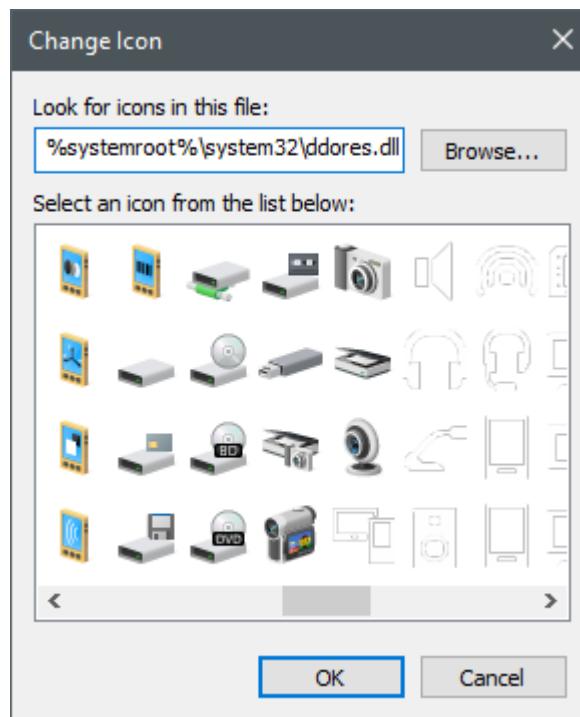 Change Icon
Look for icons in this file:
%systemroot%\system32\ddores.dll
Browse...
Select an icon from the list below:
BD
DVD
OK
Cancel